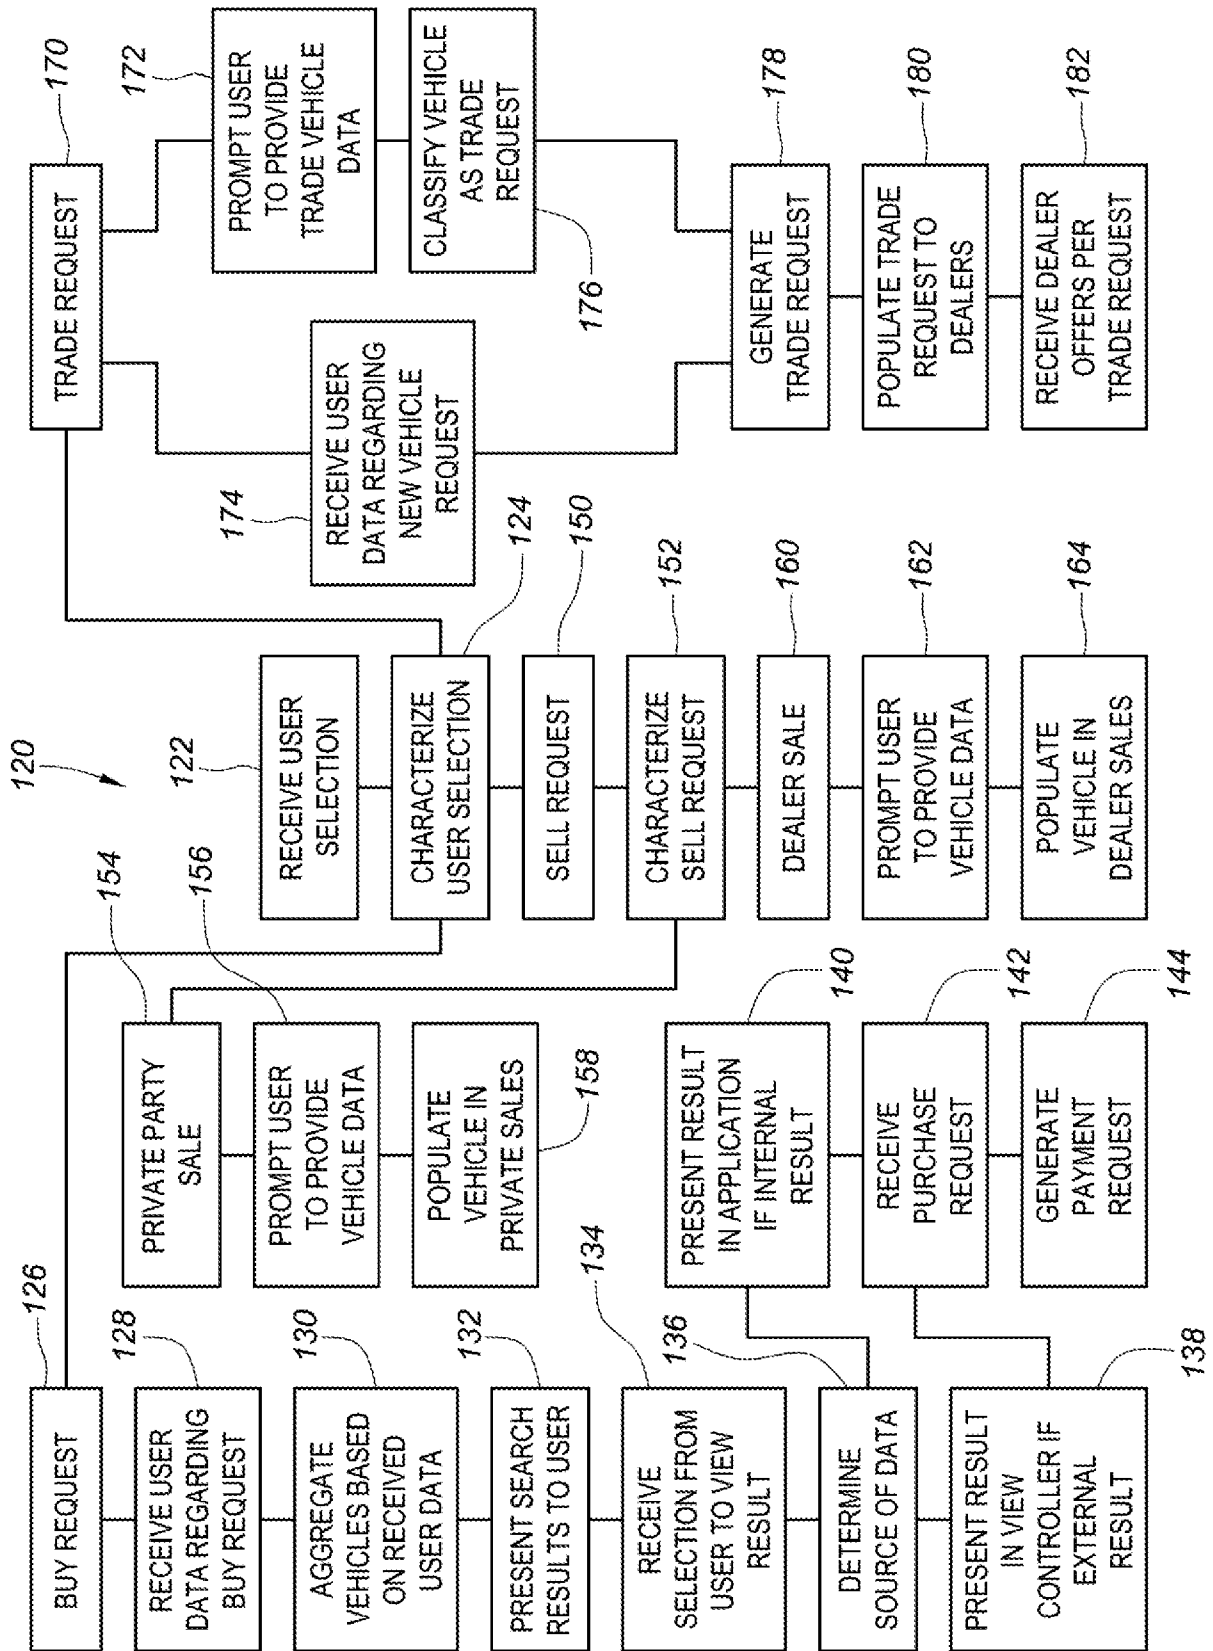 120
BUY REQUEST
126
RECEIVE USER
DATA REGARDING
BUY REQUEST
128
AGGREGATE
VEHICLES BASED
ON RECEIVED
USER DATA
130
PRESENT SEARCH
RESULTS TO USER
132
RECEIVE
SELECTION FROM
USER TO VIEW
RESULT
134
DETERMINE
SOURCE OF DATA
136
PRESENT RESULT
IN VIEW
CONTROLLER IF
EXTERNAL
RESULT
138
PRIVATE PARTY
SALE
154
PROMPT USER
TO PROVIDE
VEHICLE DATA
156
POPULATE
VEHICLE IN
PRIVATE SALES
158
PRESENT RESULT
IN APPLICATION
IF INTERNAL
RESULT
140
RECEIVE
PURCHASE
REQUEST
142
GENERATE
PAYMENT
REQUEST
144
RECEIVE USER
SELECTION
122
CHARACTERIZE
USER SELECTION
124
SELL REQUEST
150
CHARACTERIZE
SELL REQUEST
152
DEALER SALE
160
PROMPT USER
TO PROVIDE
VEHICLE DATA
162
POPULATE
VEHICLE IN
DEALER SALES
164
TRADE REQUEST
170
RECEIVE USER
DATA REGARDING
NEW VEHICLE
REQUEST
174
PROMPT USER
TO PROVIDE
TRADE VEHICLE
DATA
172
CLASSIFY VEHICLE
AS TRADE
REQUEST
176
GENERATE
TRADE REQUEST
178
POPULATE TRADE
REQUEST TO
DEALERS
180
RECEIVE DEALER
OFFERS PER
TRADE REQUEST
182